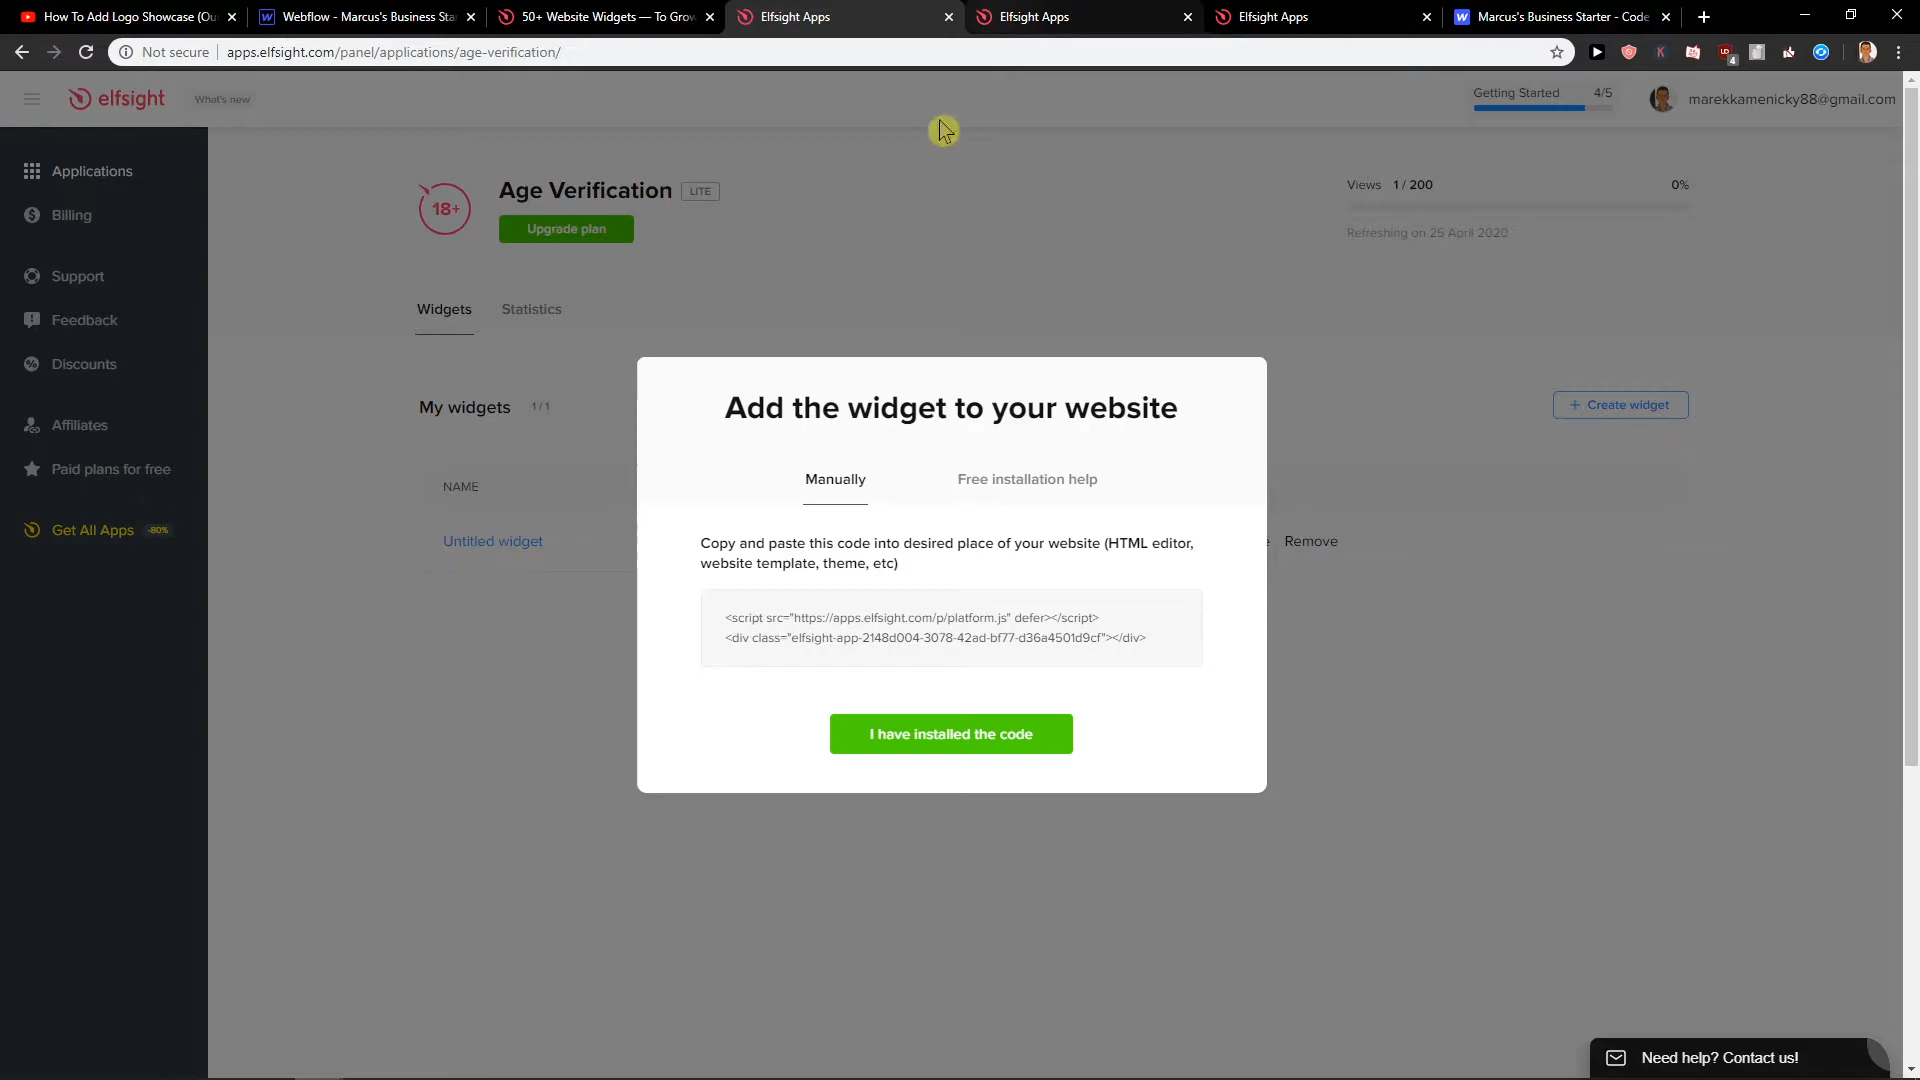 How To Add Logo Showcase (Ou
Webflow - Marcus's Business Sta
50+ Website Widgets — To Grow
Elfsight Apps
Elfsight Apps
Elfsight Apps
Marcus's Business Starter - Code
Not secure
apps.elfsight.com/panel/applications/age-verification/
4
elfsight
What's new
Getting Started 4/5
marekkamenicky88@gmail.com
Applications
Billing
Support
Feedback
Discounts
Affiliates
Paid plans for free
Get All Apps -80%
18+
Age Verification LITE
Upgrade plan
Views 1 / 200 0%
Refreshing on 25 April 2020
Widgets Statistics
My widgets 1 / 1
+ Create widget
NAME
Untitled widget
Remove
Add the widget to your website
Manually Free installation help
Copy and paste this code into desired place of your website (HTML editor,
website template, theme, etc)
<script src="https://apps.elfsight.com/p/platform.js" defer></script>
<div class="elfsight-app-2148d004-3078-42ad-bf77-d36a4501d9cf"></div>
I have installed the code
Need help? Contact us!